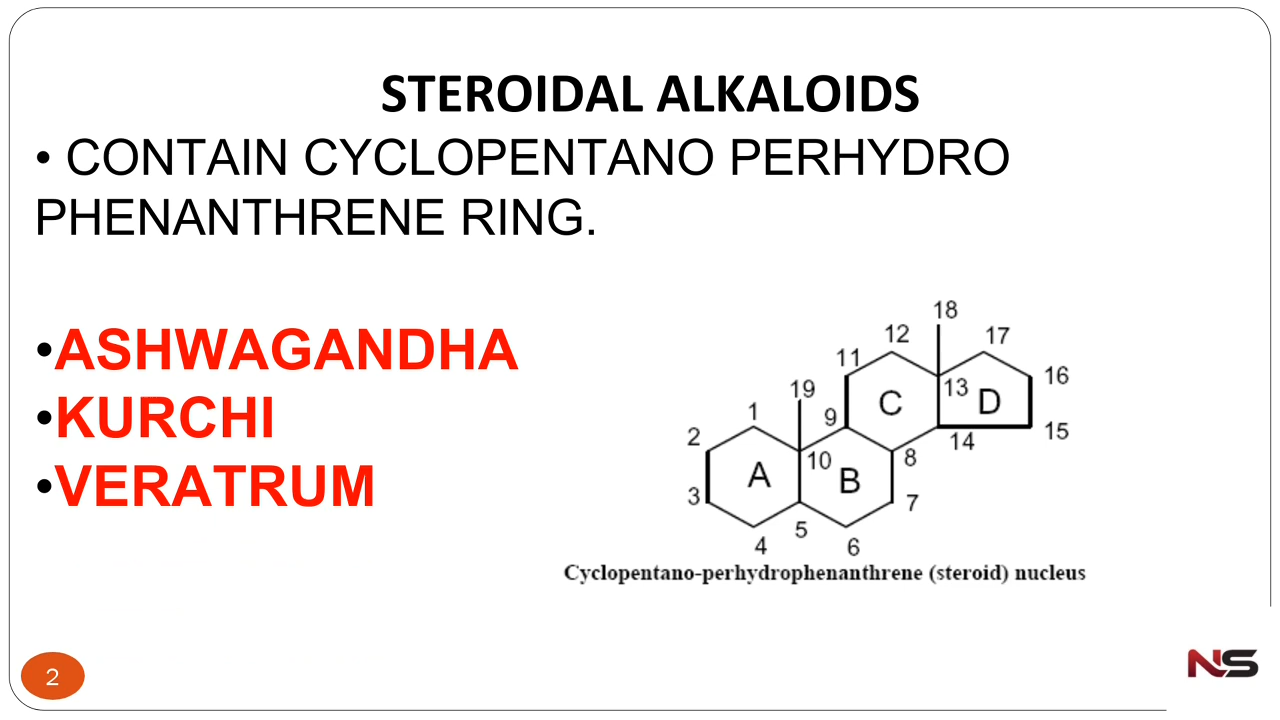 STEROIDAL ALKALOIDS
• CONTAIN CYCLOPENTANO PERHYDRO
PHENANTHRENE RING.
•ASHWAGANDHA
•KURCHI
•VERATRUM
18
12
17
11
16
13
D
19
C
1
9
15
2
14
10
8
A
B
3
7
5
4
6
Cyclopentano-perhydrophenanthrene (steroid) nucleus
2
NS